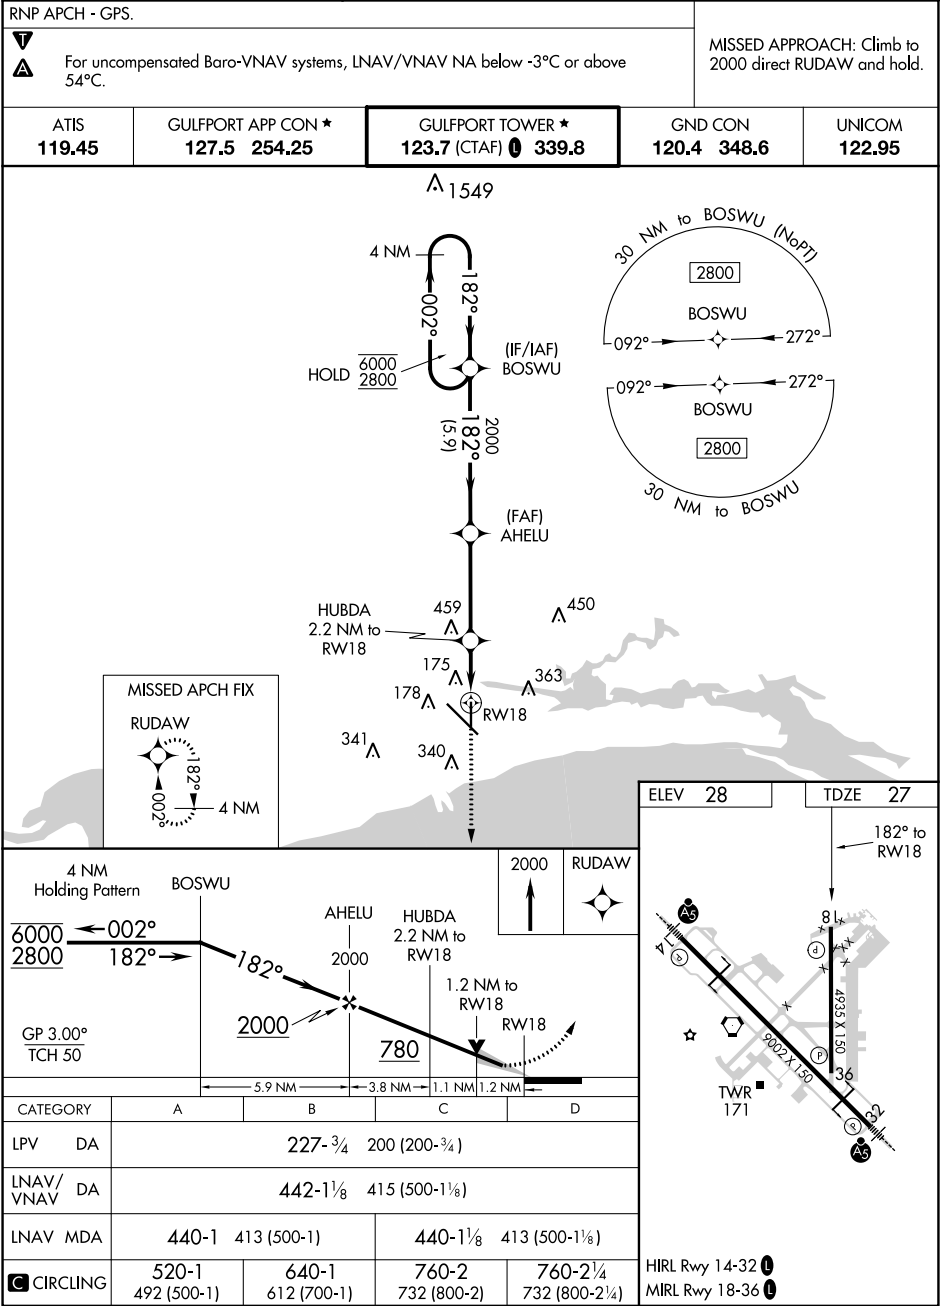 RNP APCH - GPS.
T
A
For uncompensated Baro-VNAV systems, LNAV/VNAV NA below -3°C or above
54°C.
MISSED APPROACH: Climb to
2000 direct RUDAW and hold.
ATIS
119.45
GULFPORT APP CON ★
127.5 254.25
GULFPORT TOWER ★
123.7 (CTAF) L 339.8
GND CON
120.4 348.6
UNICOM
122.95
1549
4 NM
182°
002°
HOLD
6000
2800
(IF/IAF)
BOSWU
2000
182°
(5.9)
(FAF)
AHELU
30 NM to BOSWU (NoPT)
2800
BOSWU
092°
272°
092°
272°
BOSWU
2800
30 NM to BOSWU
HUBDA
2.2 NM to
RW18
459
450
175
363
178
RW18
341
340
MISSED APCH FIX
RUDAW
182°
002°
4 NM
ELEV 28
TDZE 27
182° to
RW18
A5
18
14
P
P
4935 X 150
9002 X 150
P
36
TWR
171
32
P
A5
HIRL Rwy 14-32 L
MIRL Rwy 18-36 L
4 NM
Holding Pattern
BOSWU
6000
2800
002°
182°
182°
AHELU
2000
2000
HUBDA
2.2 NM to
RW18
780
1.2 NM to
RW18
RW18
2000
RUDAW
GP 3.00°
TCH 50
5.9 NM
3.8 NM
1.1 NM
1.2 NM
CATEGORY A B C D
LPV DA 227-¾ 200 (200-¾)
LNAV/
VNAV DA 442-1⅛ 415 (500-1⅛)
LNAV MDA 440-1 413 (500-1) 440-1⅛ 413 (500-1⅛)
C CIRCLING
520-1
492 (500-1)
640-1
612 (700-1)
760-2
732 (800-2)
760-2¼
732 (800-2¼)